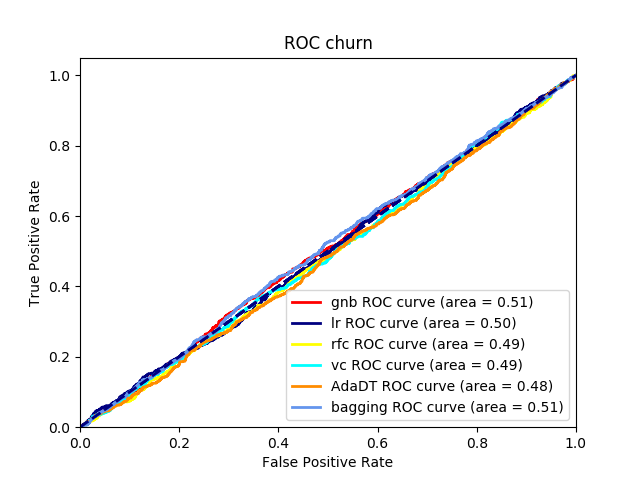 ROC churn
True Positive Rate
1.0
0.8
0.6
0.4
0.2
0.0
gnb ROC curve (area = 0.51)
lr ROC curve (area = 0.50)
rfc ROC curve (area = 0.49)
vc ROC curve (area = 0.49)
AdaDT ROC curve (area = 0.48)
bagging ROC curve (area = 0.51)
0.0 0.2 0.4 0.6 0.8 1.0
False Positive Rate